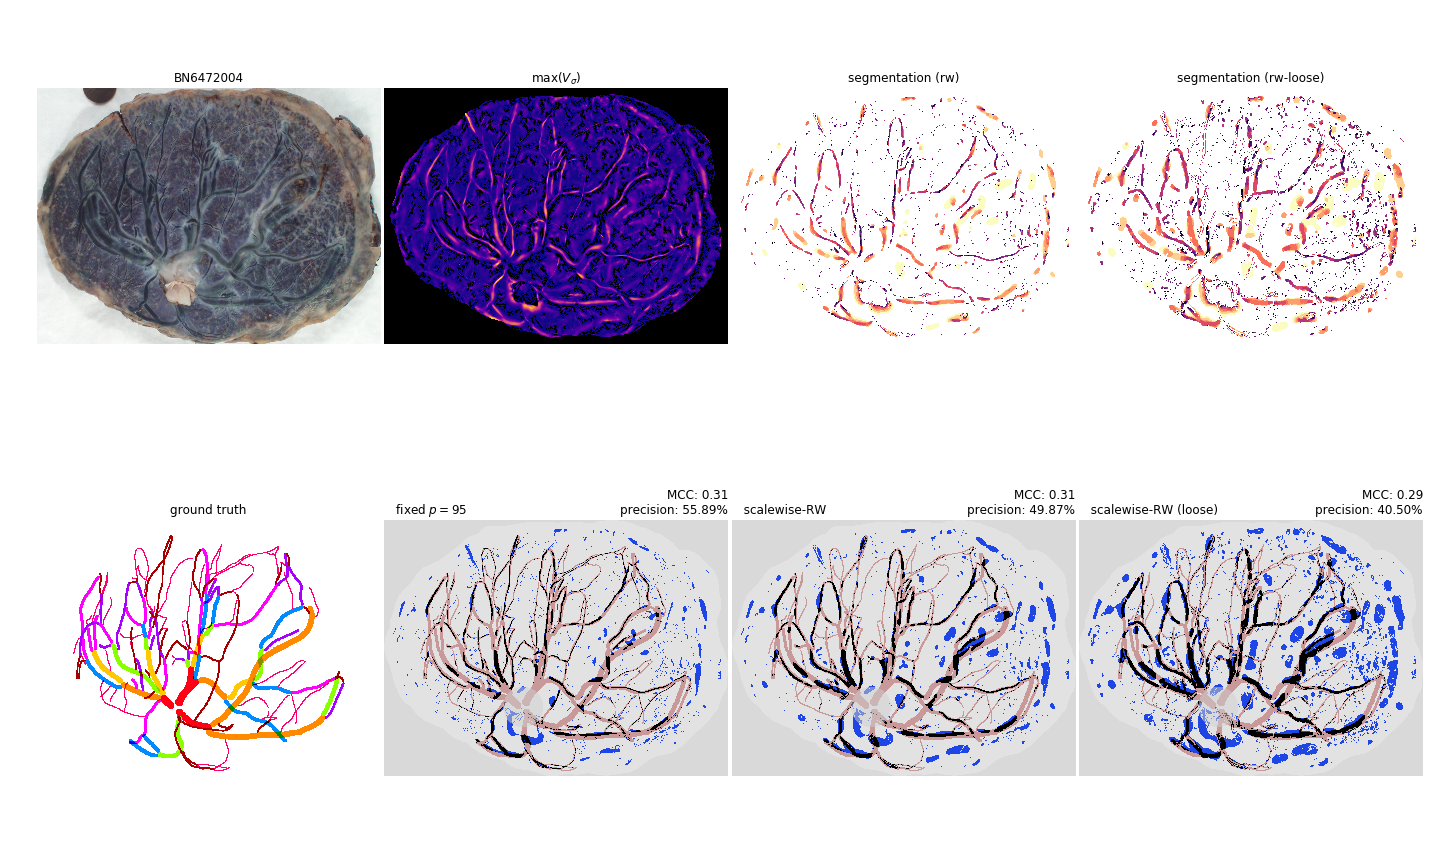 BN6472004
max(V_σ)
segmentation (rw)
segmentation (rw-loose)
ground truth
fixed p = 95
MCC: 0.31
precision: 55.89%
scalewise-RW
MCC: 0.31
precision: 49.87%
scalewise-RW (loose)
MCC: 0.29
precision: 40.50%